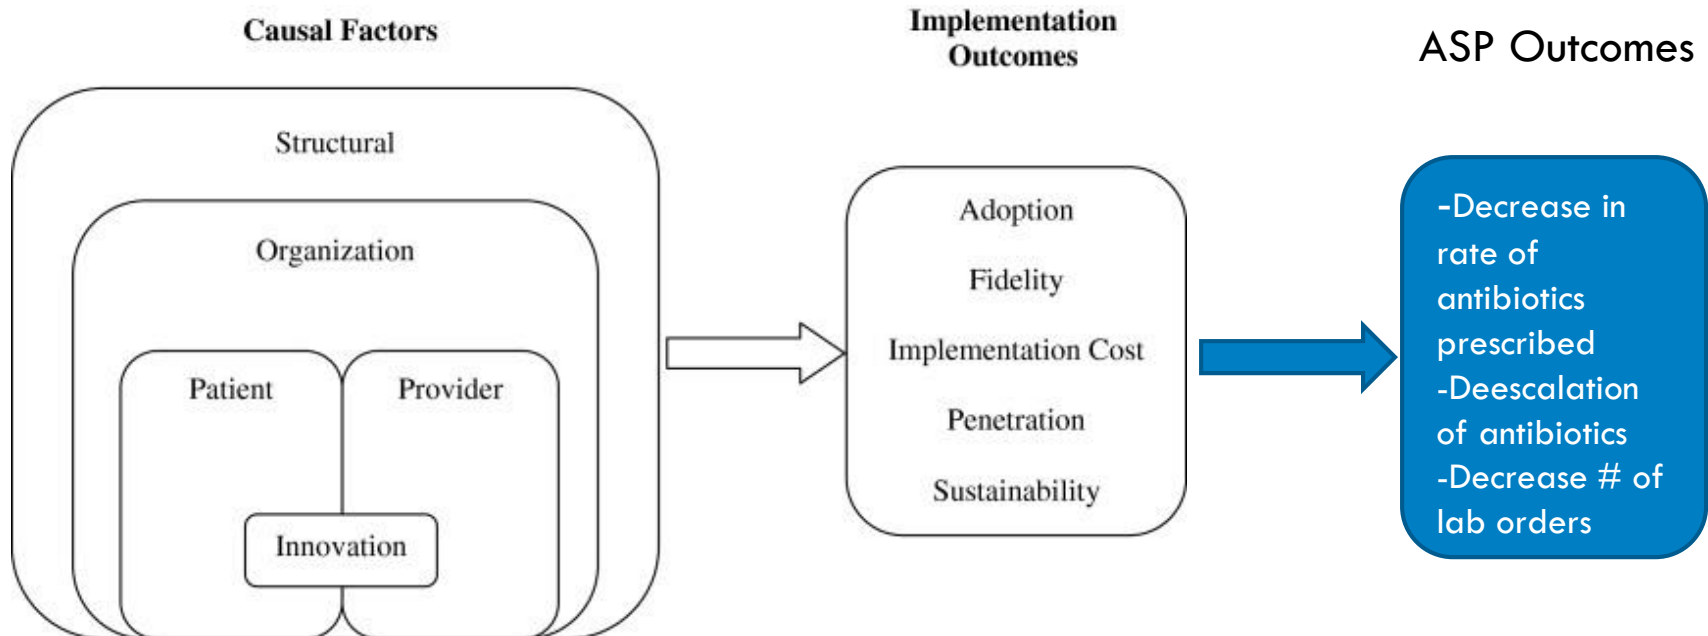 Causal Factors
Structural
Organization
Patient
Provider
Innovation
Implementation
Outcomes
Adoption
Fidelity
Implementation Cost
Penetration
Sustainability
ASP Outcomes
-Decrease in
rate of
antibiotics
prescribed
-Deescalation
of antibiotics
-Decrease # of
lab orders